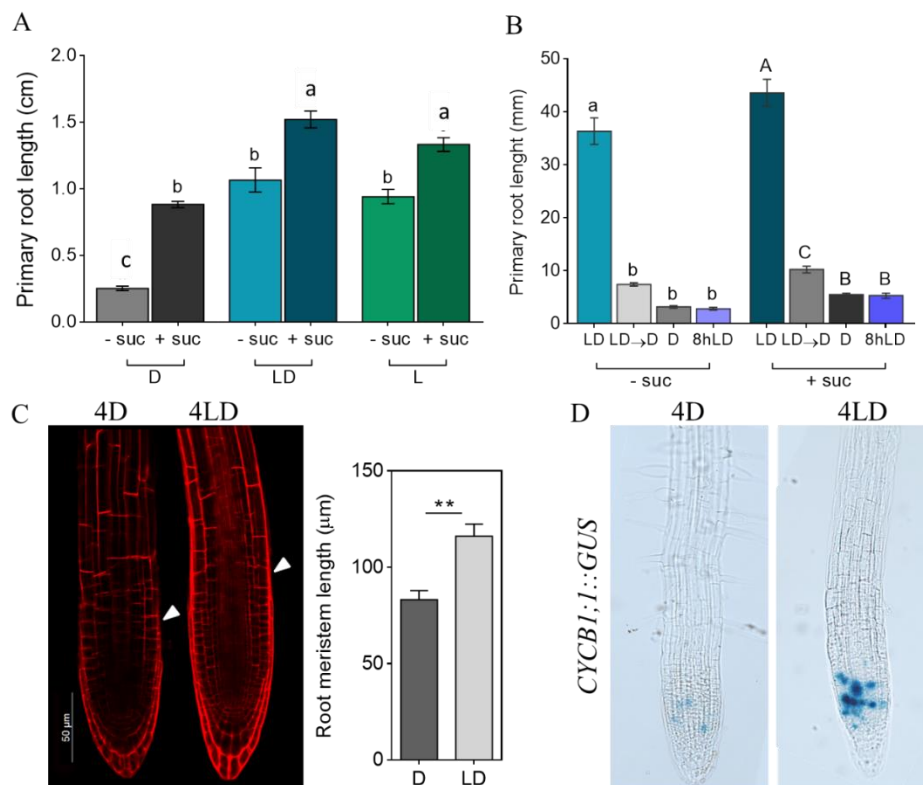 A
Primary root length (cm)
2.0
1.5
1.0
0.5
0.0
c
b
b
a
b
a
- suc + suc - suc + suc - suc + suc
D LD L
B
Primary root lenght (mm)
50
40
30
20
10
0
a
b
b
b
A
C
B
B
LD LD→D D 8hLD LD LD→D D 8hLD
- suc + suc
C
4D 4LD
50 µm
Root meristem length (µm)
150
100
50
0
**
D LD
D
4D 4LD
CYCB1;1::GUS